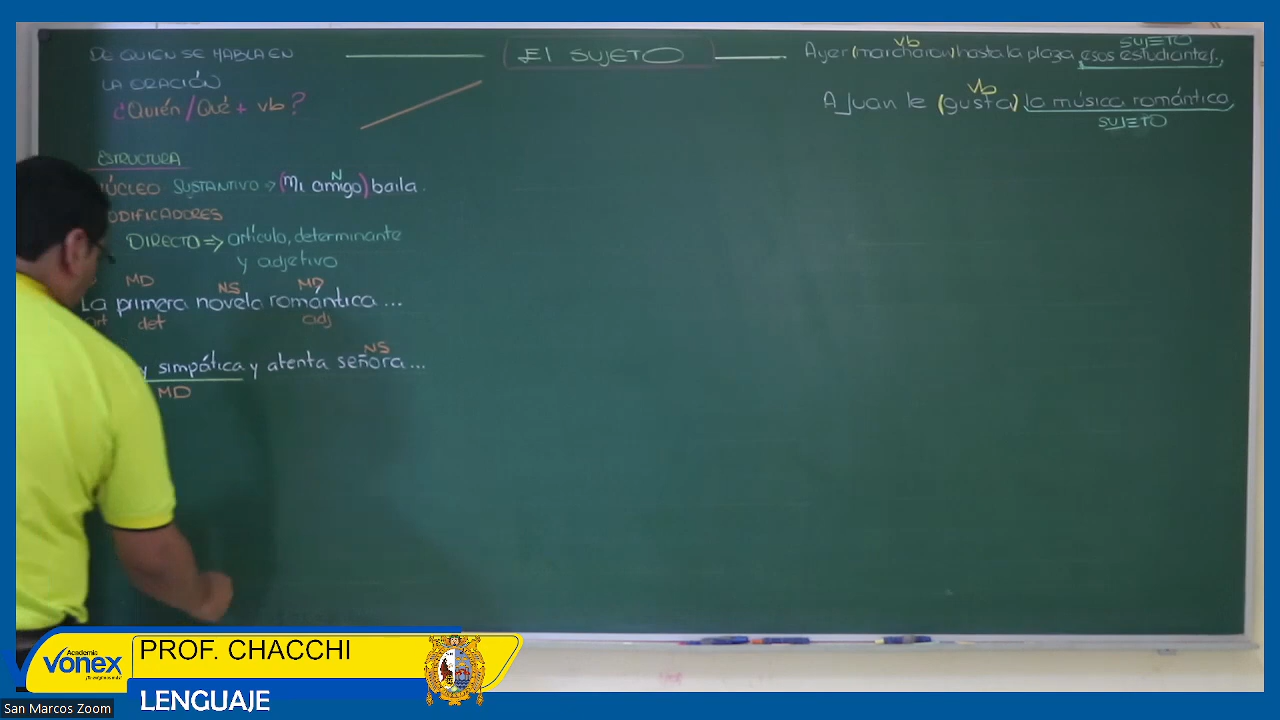 El SUJETO
DE QUIEN SE HABLA EN
LA ORACIÓN
¿Quién/Qué + vb?
ESTRUCTURA
NÚCLEO SUSTANTIVO → (Mi amigo) baila.
N
MODIFICADORES
DIRECTO ⇒ artículo, determinante
y adjetivo
MD NS MD
La primera novela romántica ...
art det adj
NS
y simpática y atenta señora...
MD
vb SUJETO
Ayer (marcharon) hasta la plaza esos estudiantes.
vb
A Juan le (gusta) la música romántica
SUJETO
Academia
Vonex
PROF. CHACCHI
LENGUAJE
San Marcos Zoom